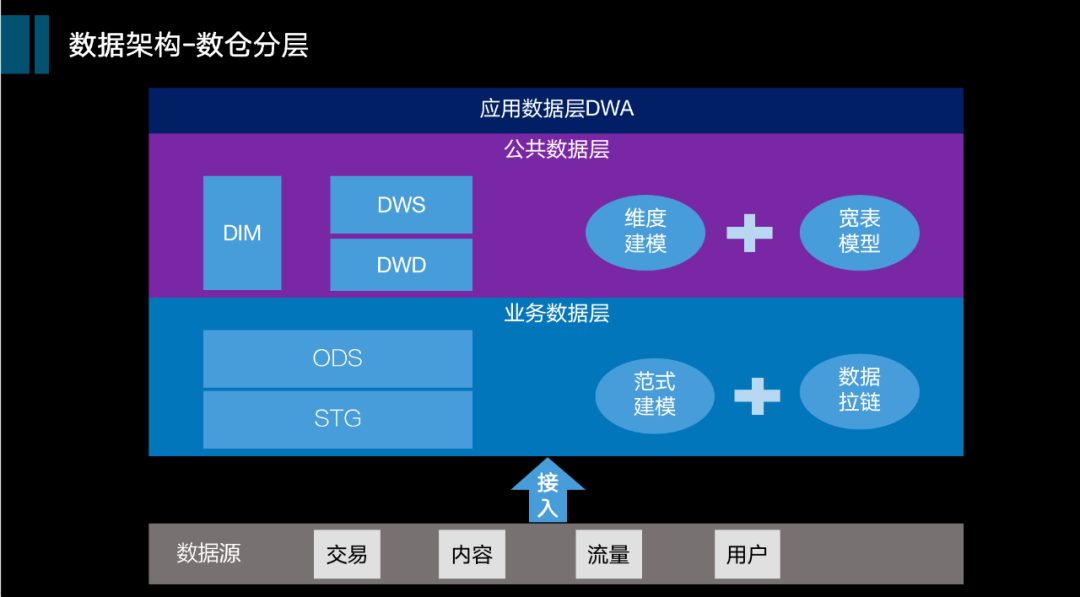 数据架构-数仓分层
应用数据层DWA
公共数据层
DIM
DWS
DWD
维度
建模
宽表
模型
业务数据层
ODS
STG
范式
建模
数据
拉链
接
入
数据源
交易
内容
流量
用户